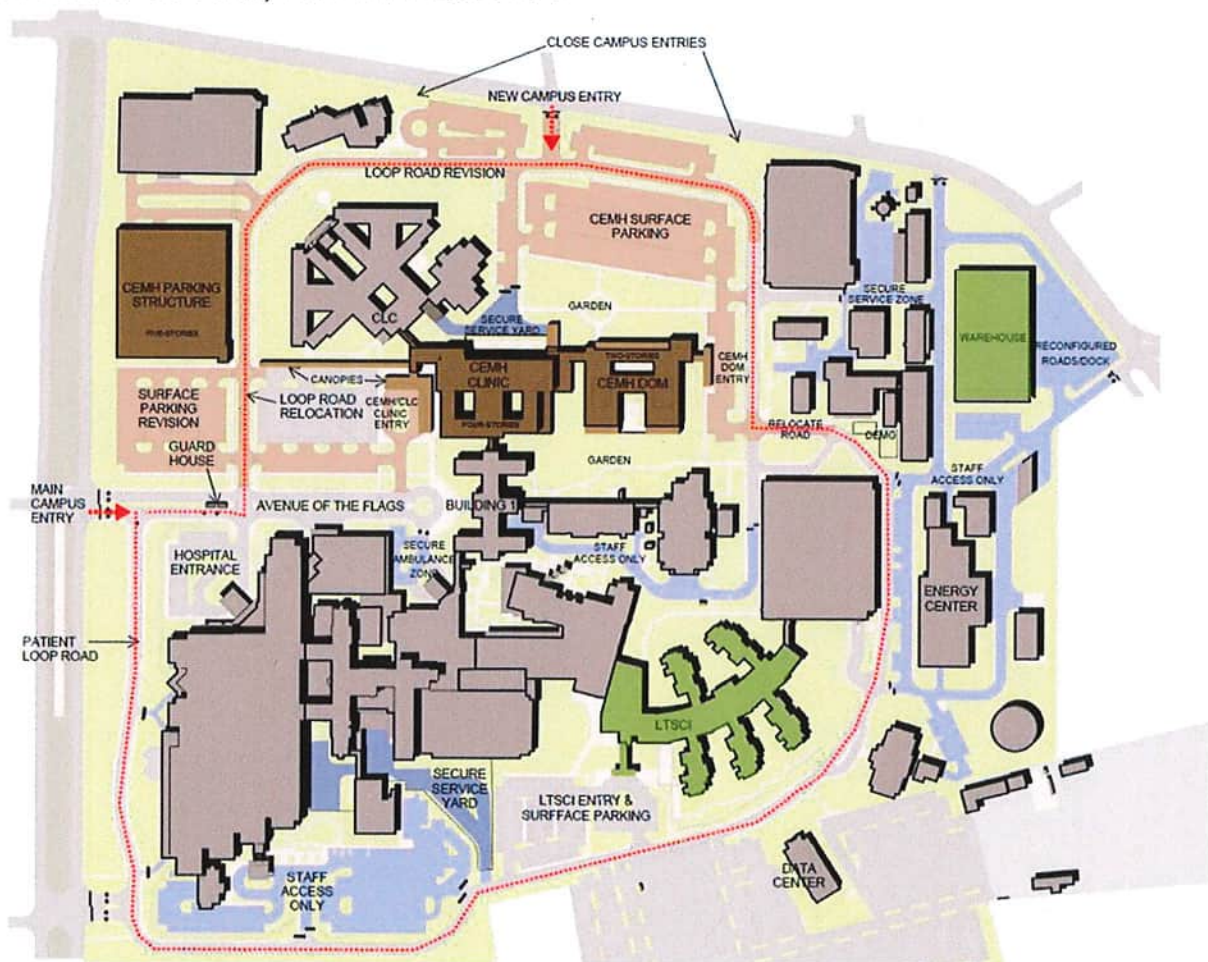 CLOSE CAMPUS ENTRIES
NEW CAMPUS ENTRY
LOOP ROAD REVISION
CEMH SURFACE
PARKING
CEMH PARKING
STRUCTURE
FIVE-STORIES
CLC
SECURE
SERVICE YARD
GARDEN
SECURE
SERVICE ZONE
WAREHOUSE
RECONFIGURED
ROADS/DOCK
CANOPIES
CEMH
CLINIC
FOUR-STORIES
TWO-STORIES
CEMH DOM
CEMH
DOM
ENTRY
SURFACE
PARKING
REVISION
LOOP ROAD
RELOCATION
CEMH/CLC
CLINIC
ENTRY
RELOCATE
ROAD
DEMO
GUARD
HOUSE
GARDEN
STAFF
ACCESS ONLY
MAIN
CAMPUS
ENTRY
AVENUE OF THE FLAGS
BUILDING 1
HOSPITAL
ENTRANCE
SECURE
AMBULANCE
ZONE
STAFF
ACCESS ONLY
ENERGY
CENTER
PATIENT
LOOP ROAD
LTSCI
SECURE
SERVICE
YARD
LTSCI ENTRY &
SURFFACE PARKING
DATA
CENTER
STAFF
ACCESS
ONLY